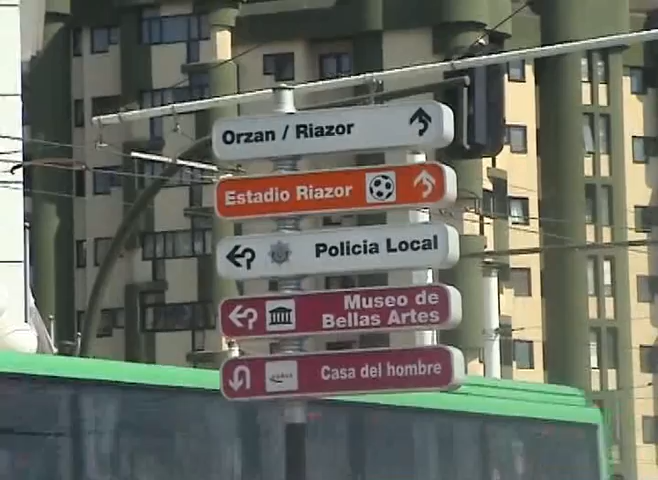 Orzan / Riazor
Estadio Riazor
Policia Local
Museo de
Bellas Artes
Casa del hombre